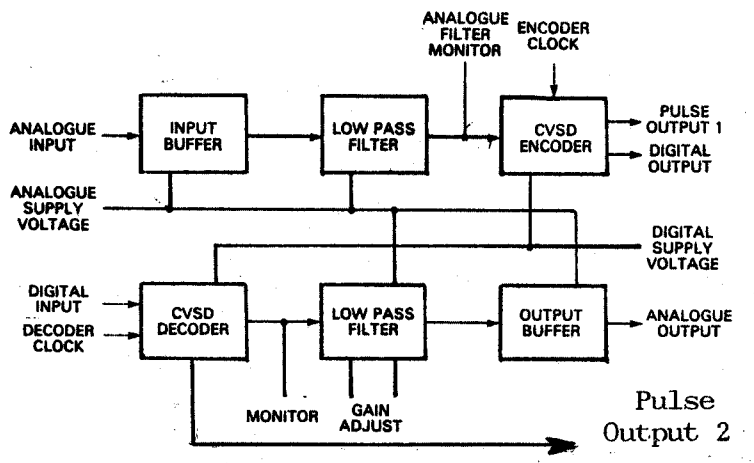 ANALOGUE
FILTER
MONITOR
ENCODER
CLOCK
ANALOGUE
INPUT
INPUT
BUFFER
LOW PASS
FILTER
CVSD
ENCODER
PULSE
OUTPUT 1
DIGITAL
OUTPUT
ANALOGUE
SUPPLY
VOLTAGE
DIGITAL
SUPPLY
VOLTAGE
DIGITAL
INPUT
DECODER
CLOCK
CVSD
DECODER
LOW PASS
FILTER
OUTPUT
BUFFER
ANALOGUE
OUTPUT
MONITOR
GAIN
ADJUST
Pulse
Output 2